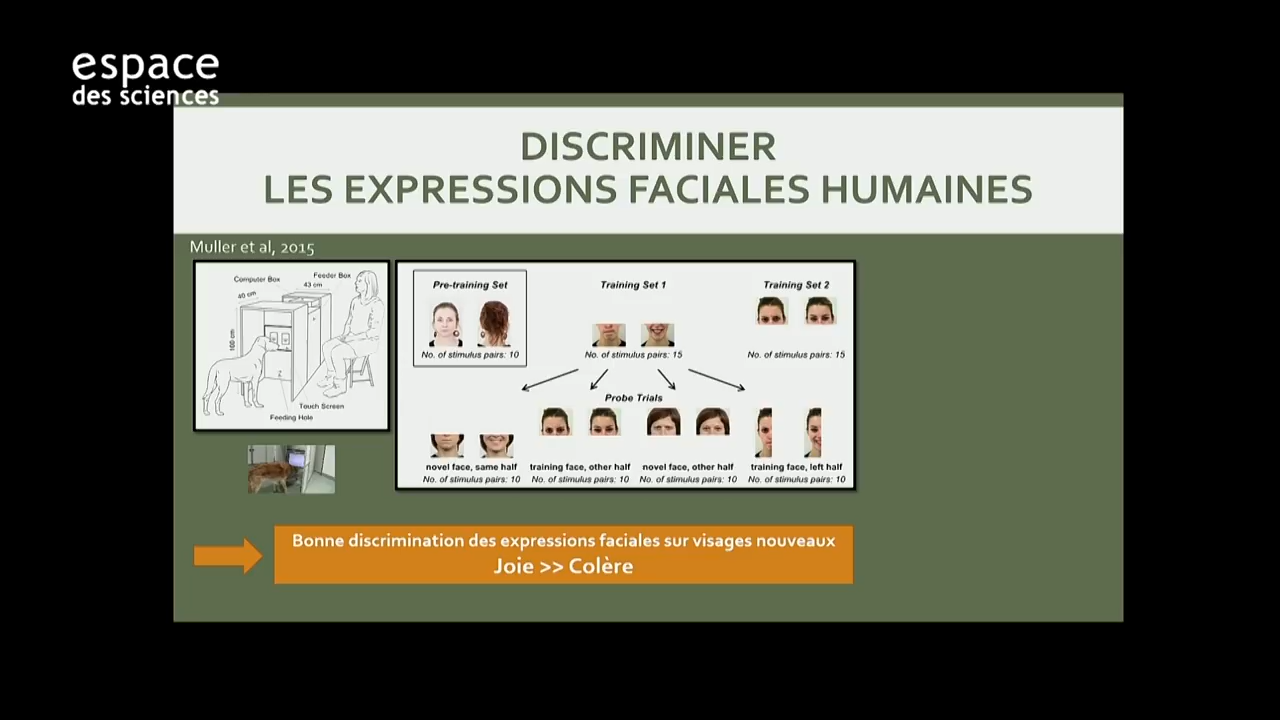 espace
des sciences
DISCRIMINER
LES EXPRESSIONS FACIALES HUMAINES
Muller et al, 2015
Computer Box
Feeder Box
43 cm
40 cm
100 cm
Z
Touch Screen
Feeding Hole
Pre-training Set
No. of stimulus pairs: 10
Training Set 1
No. of stimulus pairs: 15
Training Set 2
No. of stimulus pairs: 15
Probe Trials
novel face, same half
No. of stimulus pairs: 10
training face, other half
No. of stimulus pairs: 10
novel face, other half
No. of stimulus pairs: 10
training face, left half
No. of stimulus pairs: 10
Bonne discrimination des expressions faciales sur visages nouveaux
Joie >> Colère